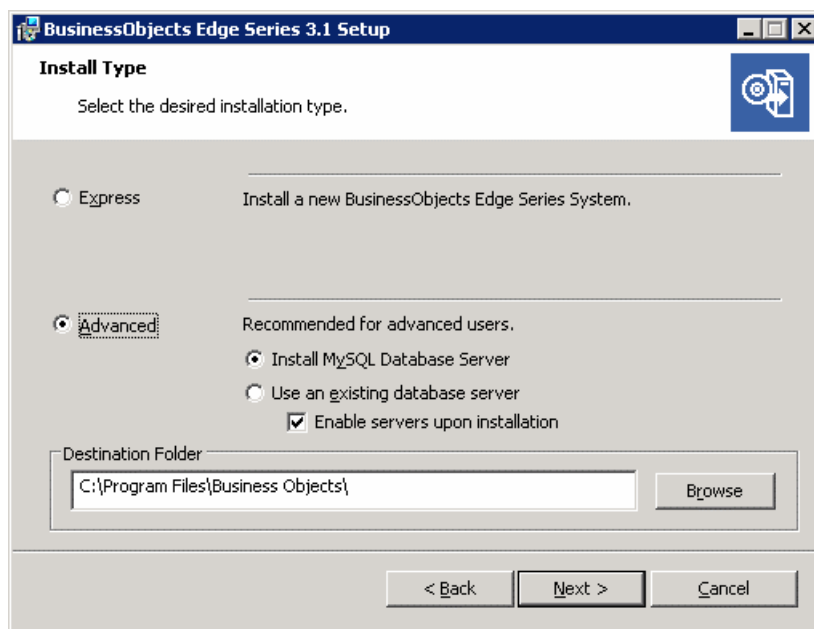 BusinessObjects Edge Series 3.1 Setup
Install Type
Select the desired installation type.
Express
Install a new BusinessObjects Edge Series System.
Advanced
Recommended for advanced users.
Install MySQL Database Server
Use an existing database server
Enable servers upon installation
Destination Folder
C:\Program Files\Business Objects\
Browse
< Back
Next >
Cancel